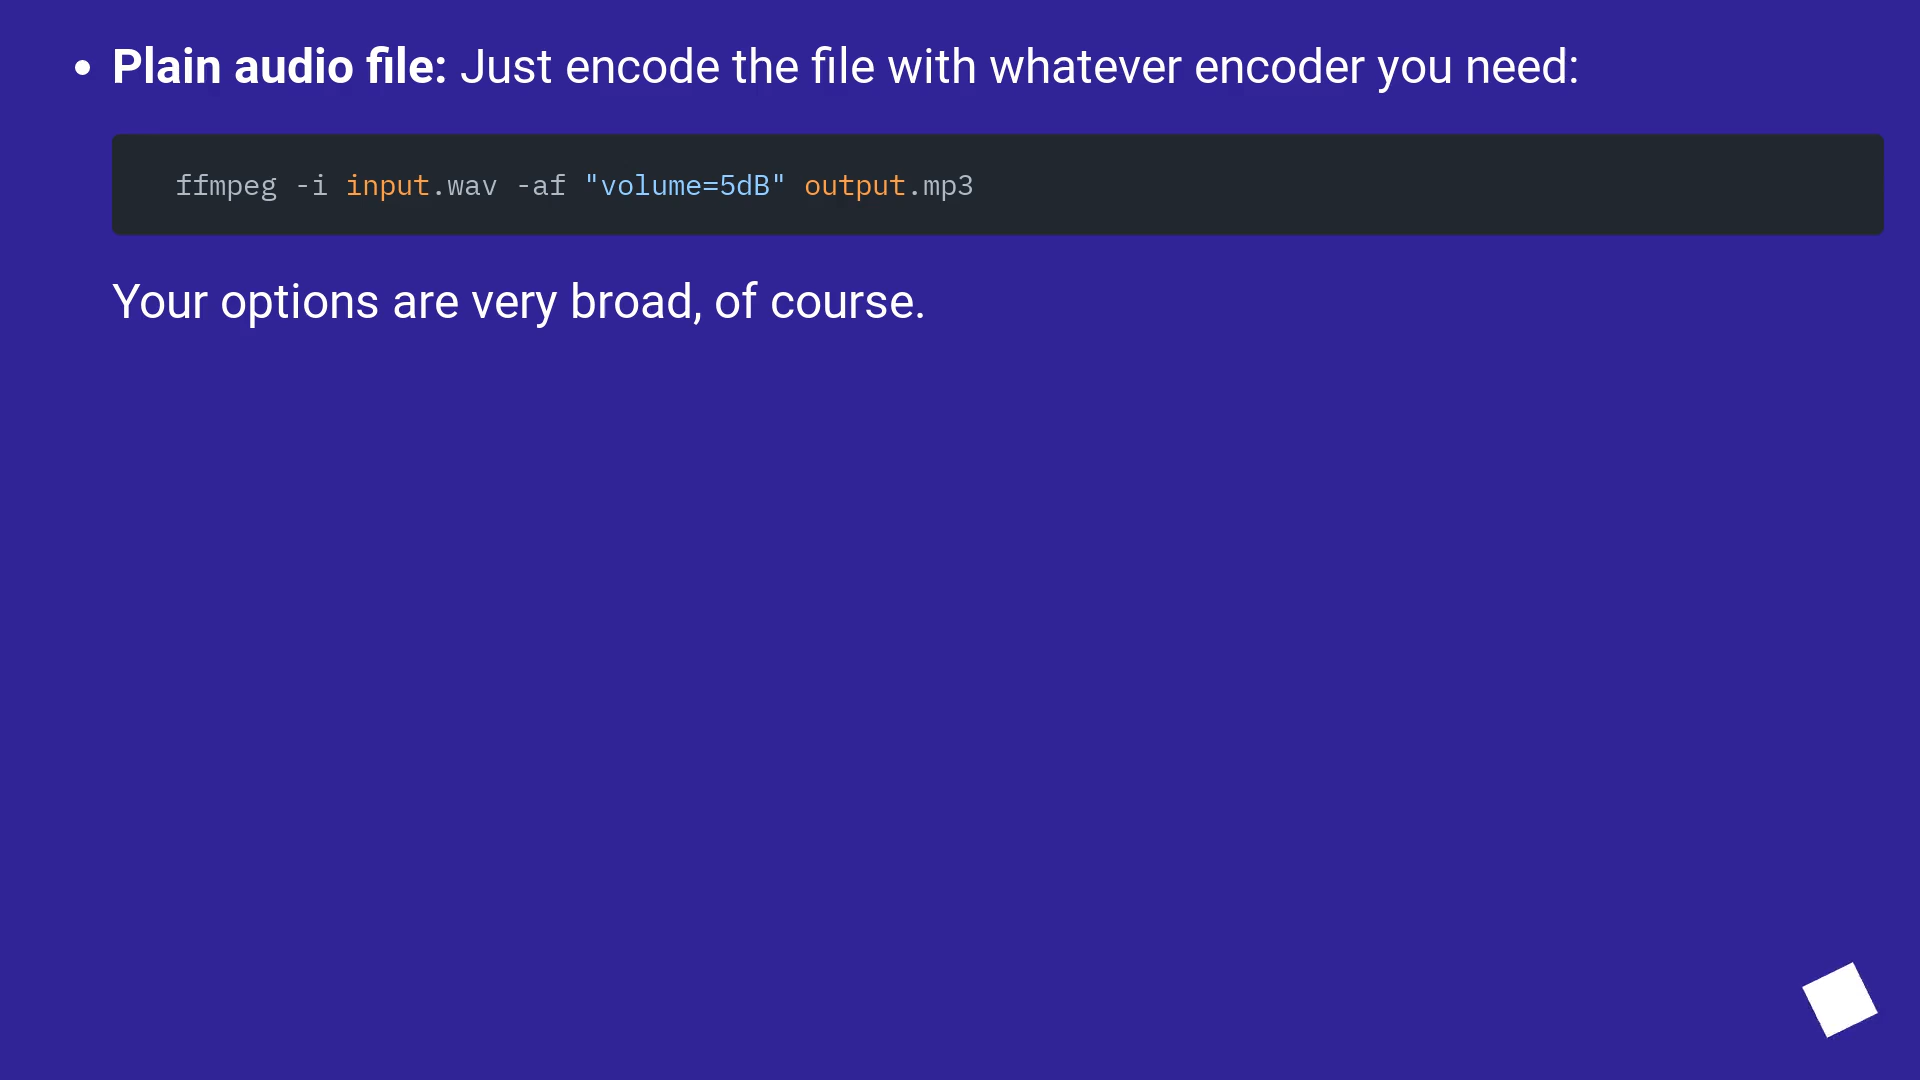 • Plain audio file: Just encode the file with whatever encoder you need:
ffmpeg -i input.wav -af "volume=5dB" output.mp3
Your options are very broad, of course.